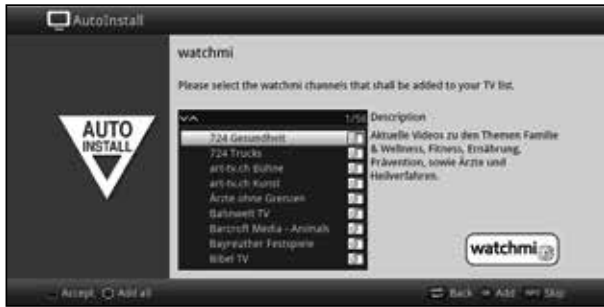 AutoInstall
watchmi
Please select the watchmi channels that shall be added to your TV list.
1/50
Description
724 Gesundheit
724 Trucks
art-tv.ch Bühne
art-tv.ch Kunst
Ärzte ohne Grenzen
Bahnwelt TV
Barcroft Media - Animals
Bayreuther Festspiele
Bibel TV
Aktuelle Videos zu den Themen Familie
& Wellness, Fitness, Ernährung,
Prävention, sowie Ärzte und
Heilverfahren.
AUTO
INSTALL
watchmi
Accept
Add all
Back
Add
Skip